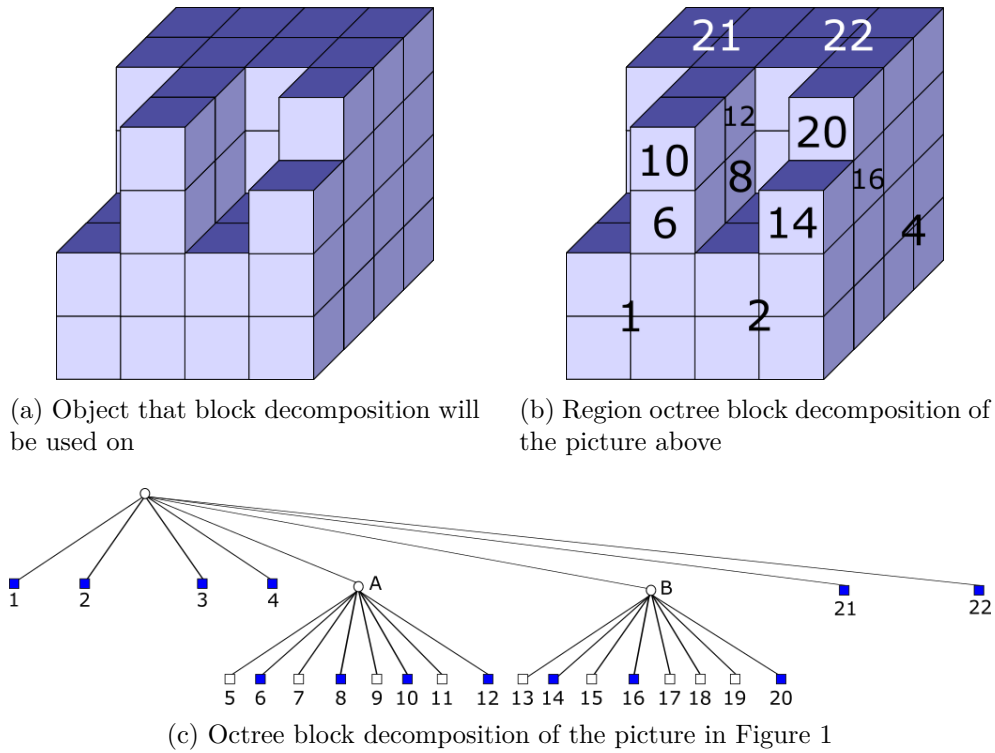 21 22
12
20
10
8
16
6 14 4
1 2
(a) Object that block decomposition will
be used on
(b) Region octree block decomposition of
the picture above
A
B
1 2 3 4
21 22
5 6 7 8 9 10 11 12 13 14 15 16 17 18 19 20
(c) Octree block decomposition of the picture in Figure 1